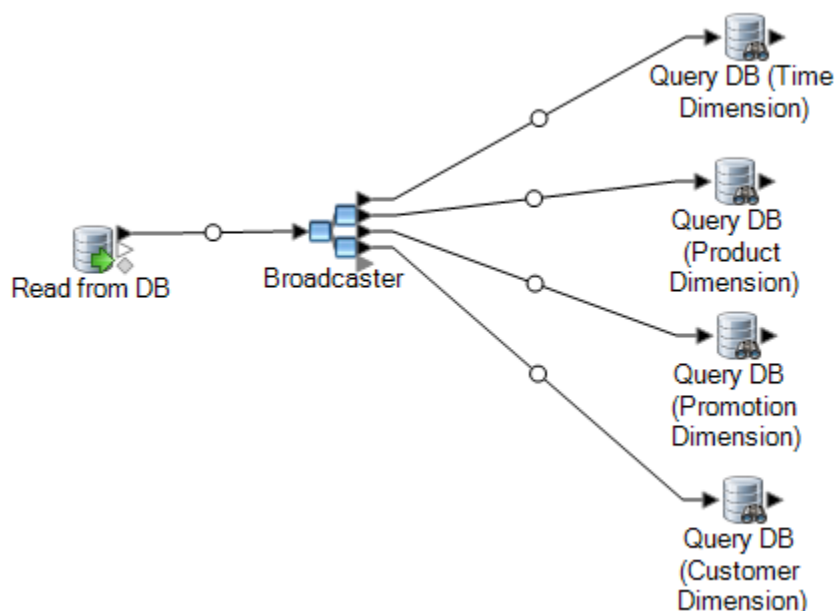 Query DB (Time
Dimension)
Query DB
(Product
Dimension)
Read from DB
Broadcaster
Query DB
(Promotion
Dimension)
Query DB
(Customer
Dimension)